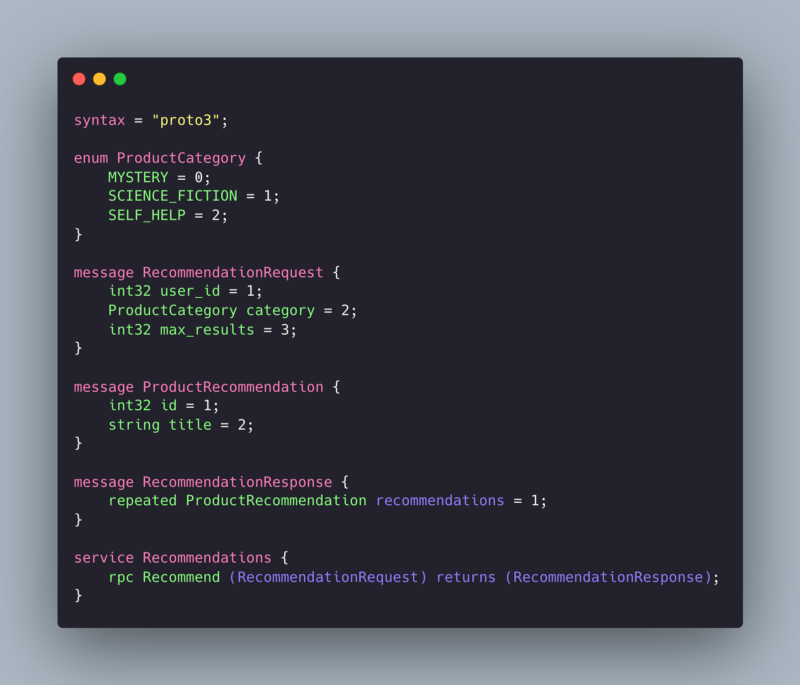 syntax = "proto3";
enum ProductCategory {
    MYSTERY = 0;
    SCIENCE_FICTION = 1;
    SELF_HELP = 2;
}
message RecommendationRequest {
    int32 user_id = 1;
    ProductCategory category = 2;
    int32 max_results = 3;
}
message ProductRecommendation {
    int32 id = 1;
    string title = 2;
}
message RecommendationResponse {
    repeated ProductRecommendation recommendations = 1;
}
service Recommendations {
    rpc Recommend (RecommendationRequest) returns (RecommendationResponse);
}